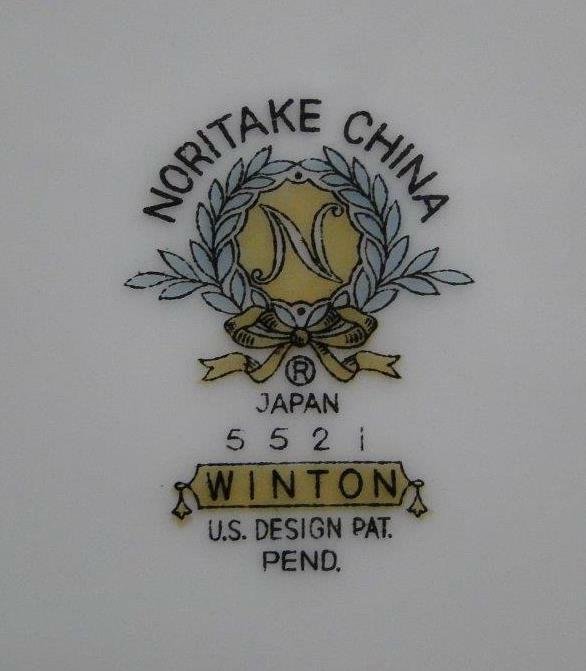 NORITAKE CHINA
N
®
JAPAN
5521
WINTON
U.S. DESIGN PAT.
PEND.